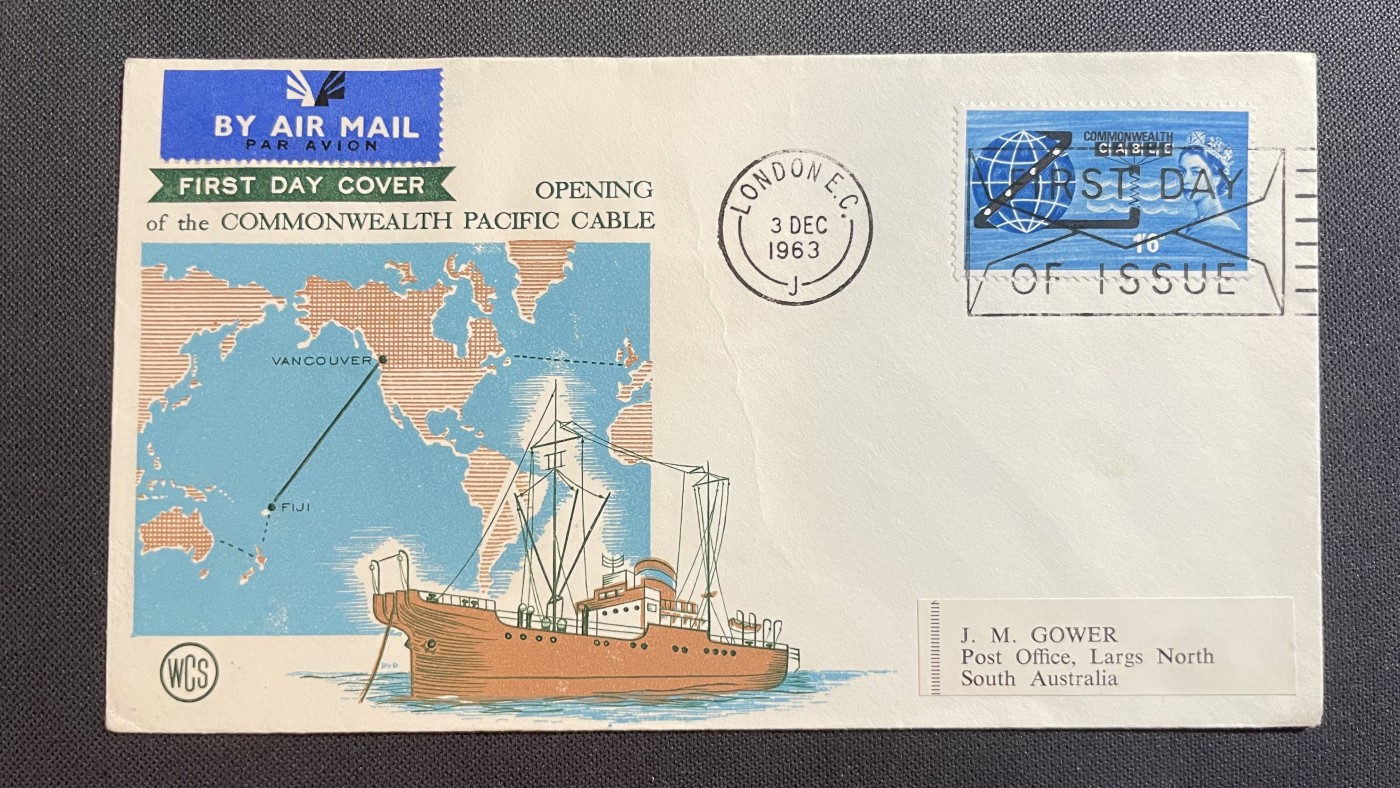 BY AIR MAIL
PAR AVION
FIRST DAY COVER
OPENING
of the COMMONWEALTH PACIFIC CABLE
VANCOUVER
FIJI
WCS
LONDON E.C.
3 DEC
1963
J
COMMONWEALTH
CABLE
1'6
FIRST DAY
OF ISSUE
J. M. GOWER
Post Office, Largs North
South Australia